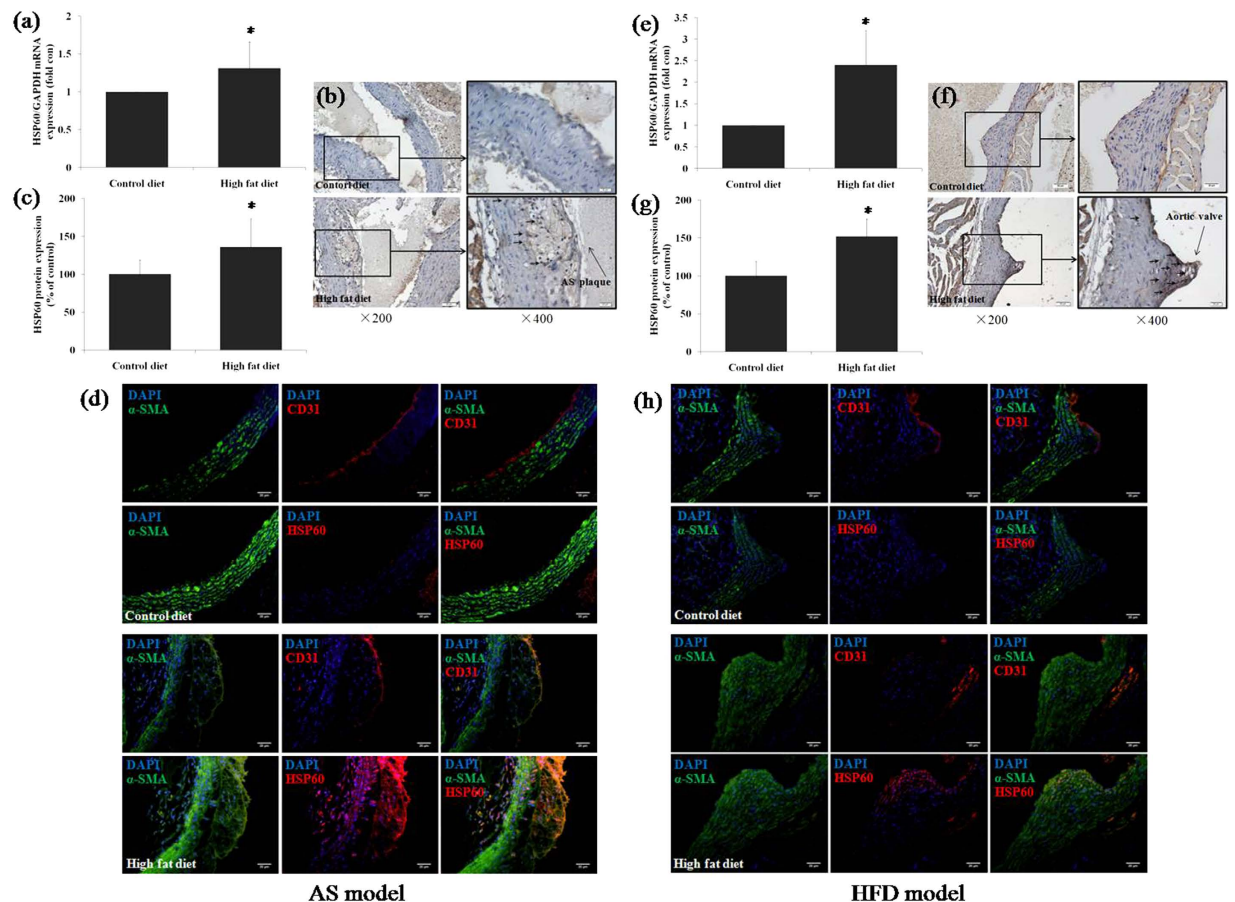 (a)
HSP60/GAPDH mRNA
expression (fold con)
2
*
1.5
1
0.5
0
Control diet
High fat diet
(b)
Contorl diet
High fat diet
AS plaque
×200
×400
(c)
HSP60 protein expression
(% of control)
200
*
150
100
50
0
Control diet
High fat diet
(e)
HSP60/GAPDH mRNA
expression (fold con)
3.5
*
3
2.5
2
1.5
1
0.5
0
Control diet
High fat diet
(f)
Control diet
Aortic valve
High fat diet
×200
×400
(g)
HSP60 protein expression
(% of control)
200
*
150
100
50
0
Control diet
High fat diet
(d)
DAPI
α-SMA
DAPI
CD31
DAPI
α-SMA
CD31
DAPI
α-SMA
DAPI
HSP60
DAPI
α-SMA
HSP60
Control diet
DAPI
α-SMA
DAPI
CD31
DAPI
α-SMA
CD31
DAPI
α-SMA
DAPI
HSP60
DAPI
α-SMA
HSP60
High fat diet
AS model
(h)
DAPI
α-SMA
DAPI
CD31
DAPI
α-SMA
CD31
DAPI
α-SMA
DAPI
HSP60
DAPI
α-SMA
HSP60
Control diet
DAPI
α-SMA
DAPI
CD31
DAPI
α-SMA
CD31
DAPI
α-SMA
DAPI
HSP60
DAPI
α-SMA
HSP60
High fat diet
HFD model